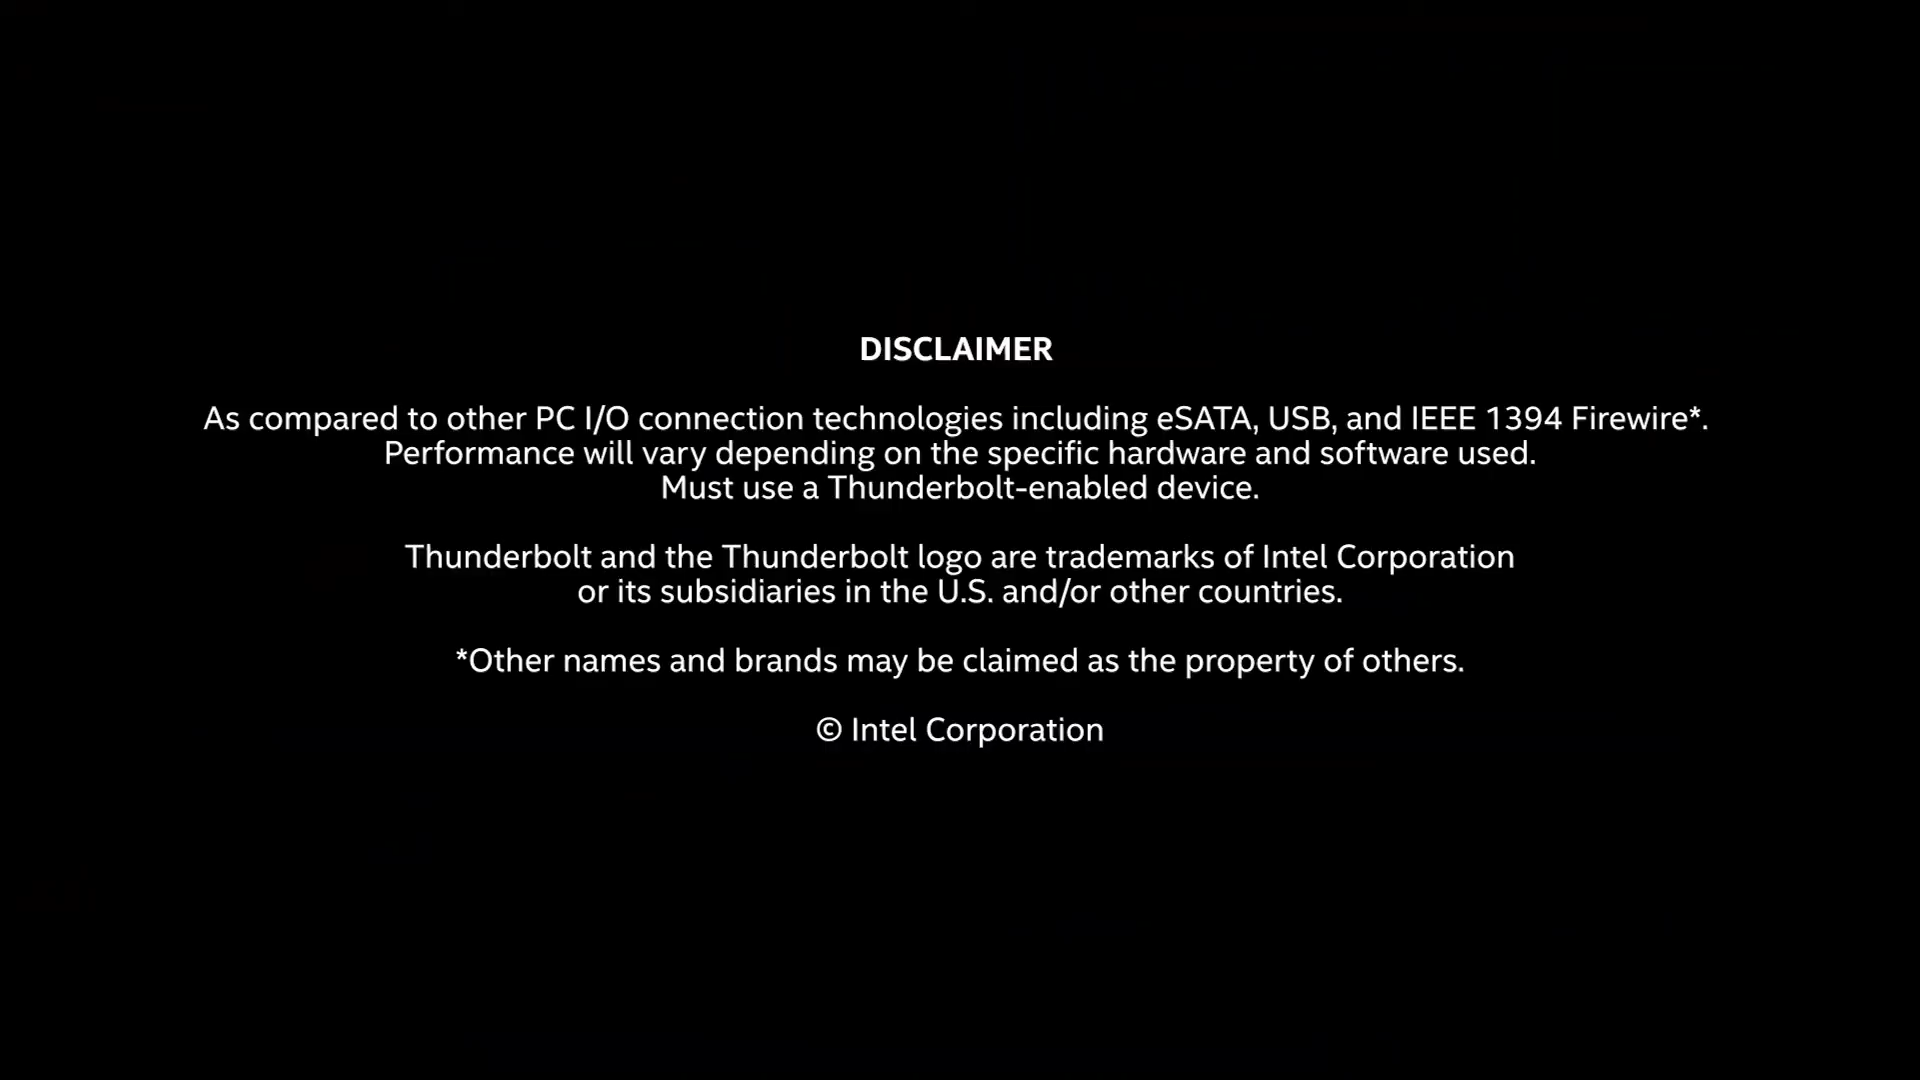 DISCLAIMER
As compared to other PC I/O connection technologies including eSATA, USB, and IEEE 1394 Firewire*.
Performance will vary depending on the specific hardware and software used.
Must use a Thunderbolt-enabled device.
Thunderbolt and the Thunderbolt logo are trademarks of Intel Corporation
or its subsidiaries in the U.S. and/or other countries.
*Other names and brands may be claimed as the property of others.
© Intel Corporation